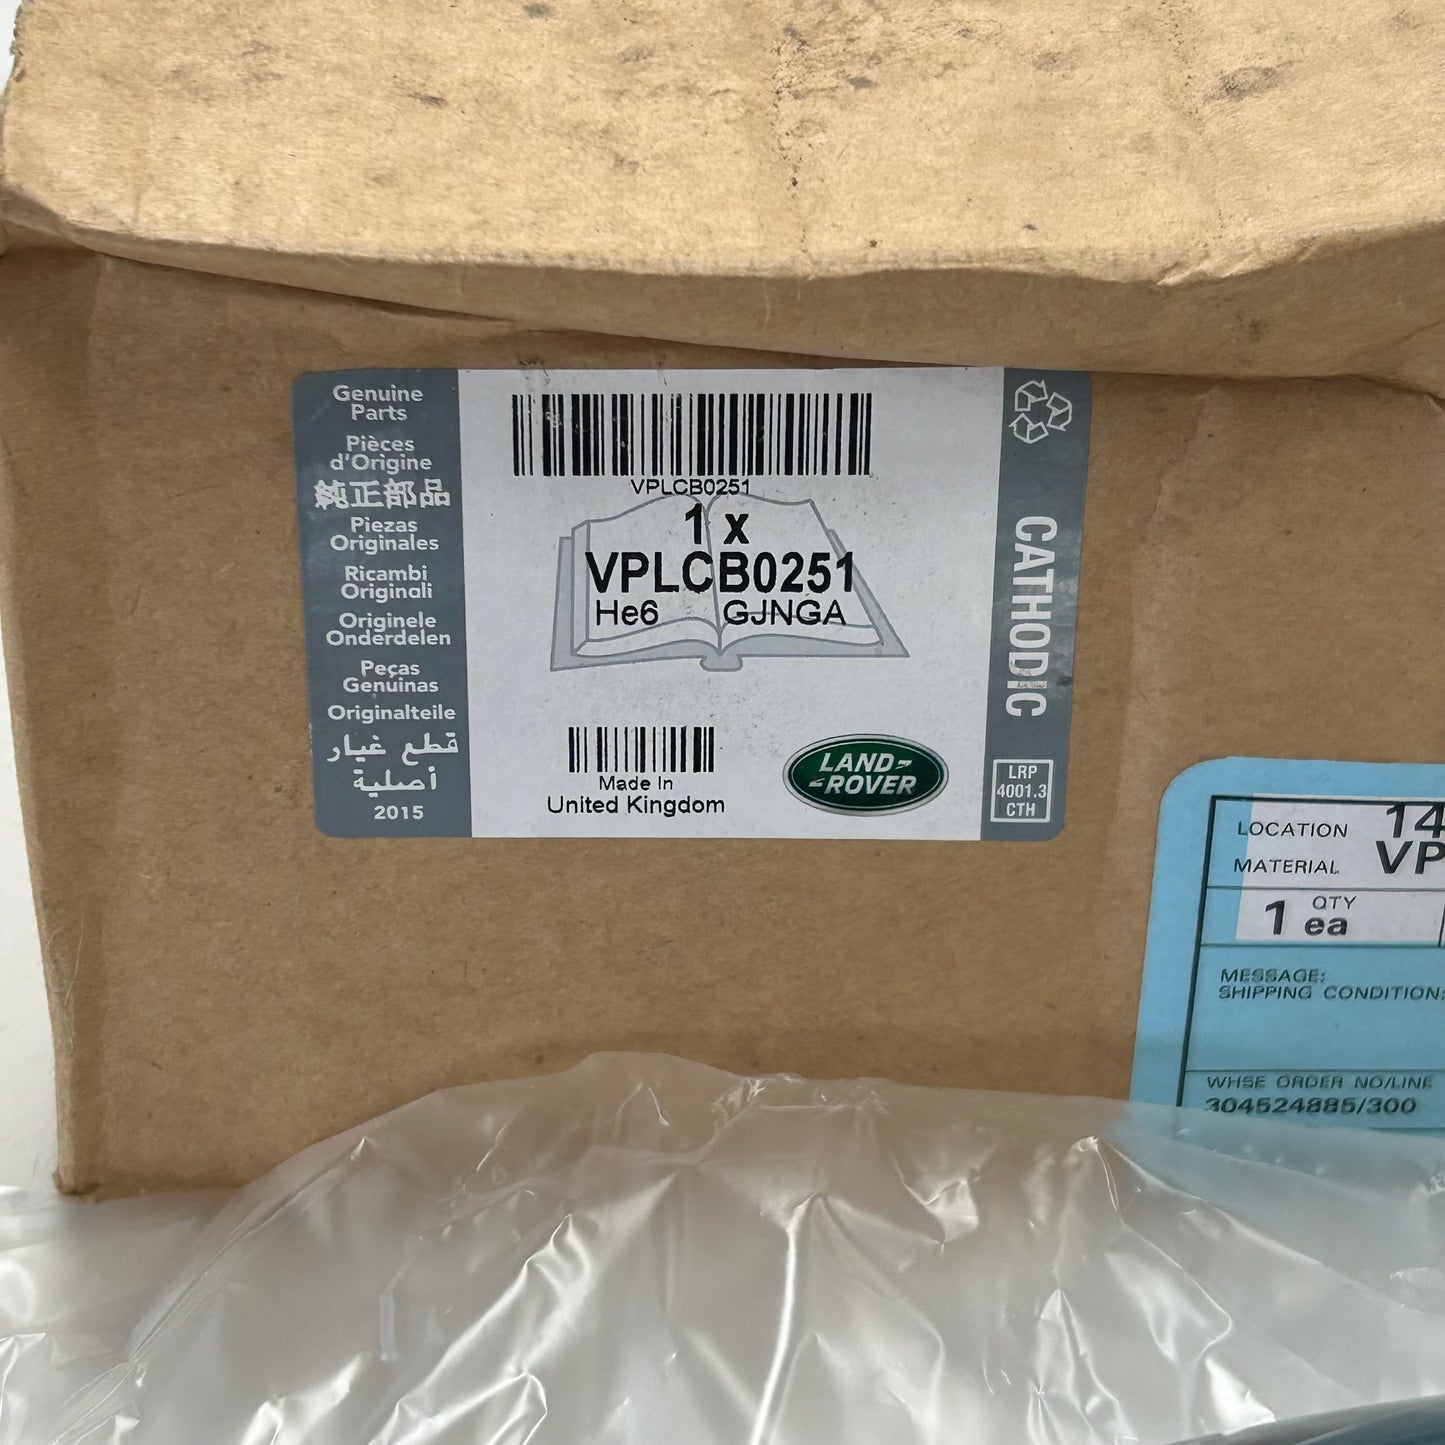 Genuine
Parts
Pièces
d'Origine
純正部品
Piezas
Originales
Ricambi
Originali
Originele
Onderdelen
Peças
Genuínas
Originalteile
قطع غيار
أصلية
2015
VPLCB0251
1 x
VPLCB0251
He6 GJNGA
Made In
United Kingdom
LAND-
-ROVER
CATHODIC
LRP
4001.3
CTH
LOCATION 14
MATERIAL VP
QTY
1 ea
MESSAGE:
SHIPPING CONDITION:
WHSE ORDER NO/LINE
304524885/300